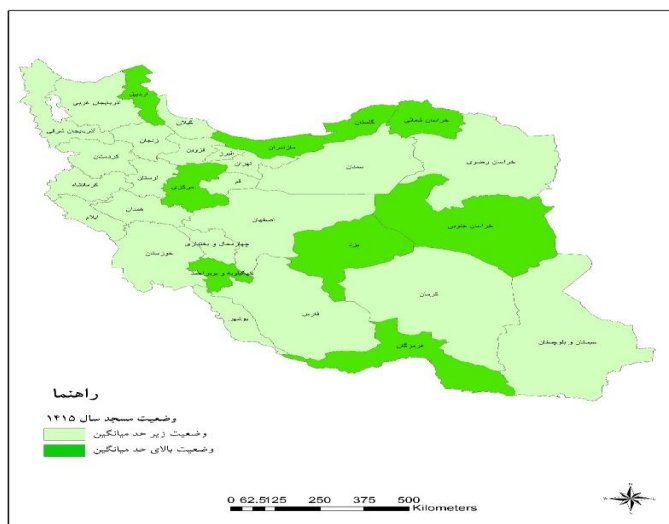 اردبیل
آذربایجان غربی
گیلان
آذربایجان شرقی
زنجان
قزوین
البرز
تهران
مازندران
گلستان
خراسان شمالی
خراسان رضوی
سمنان
کردستان
لرستان
قم
کرمانشاه
مرکزی
همدان
ایلام
اصفهان
خراسان جنوبی
چهارمحال و بختیاری
یزد
خوزستان
کهگیلویه و بویراحمد
کرمان
فارس
بوشهر
هرمزگان
سیستان و بلوچستان
راهنما
وضعیت مسجد سال ۱۴۱۵
وضعیت زیر حد میانگین
وضعیت بالای حد میانگین
0 62.5125 250 375 500
Kilometers